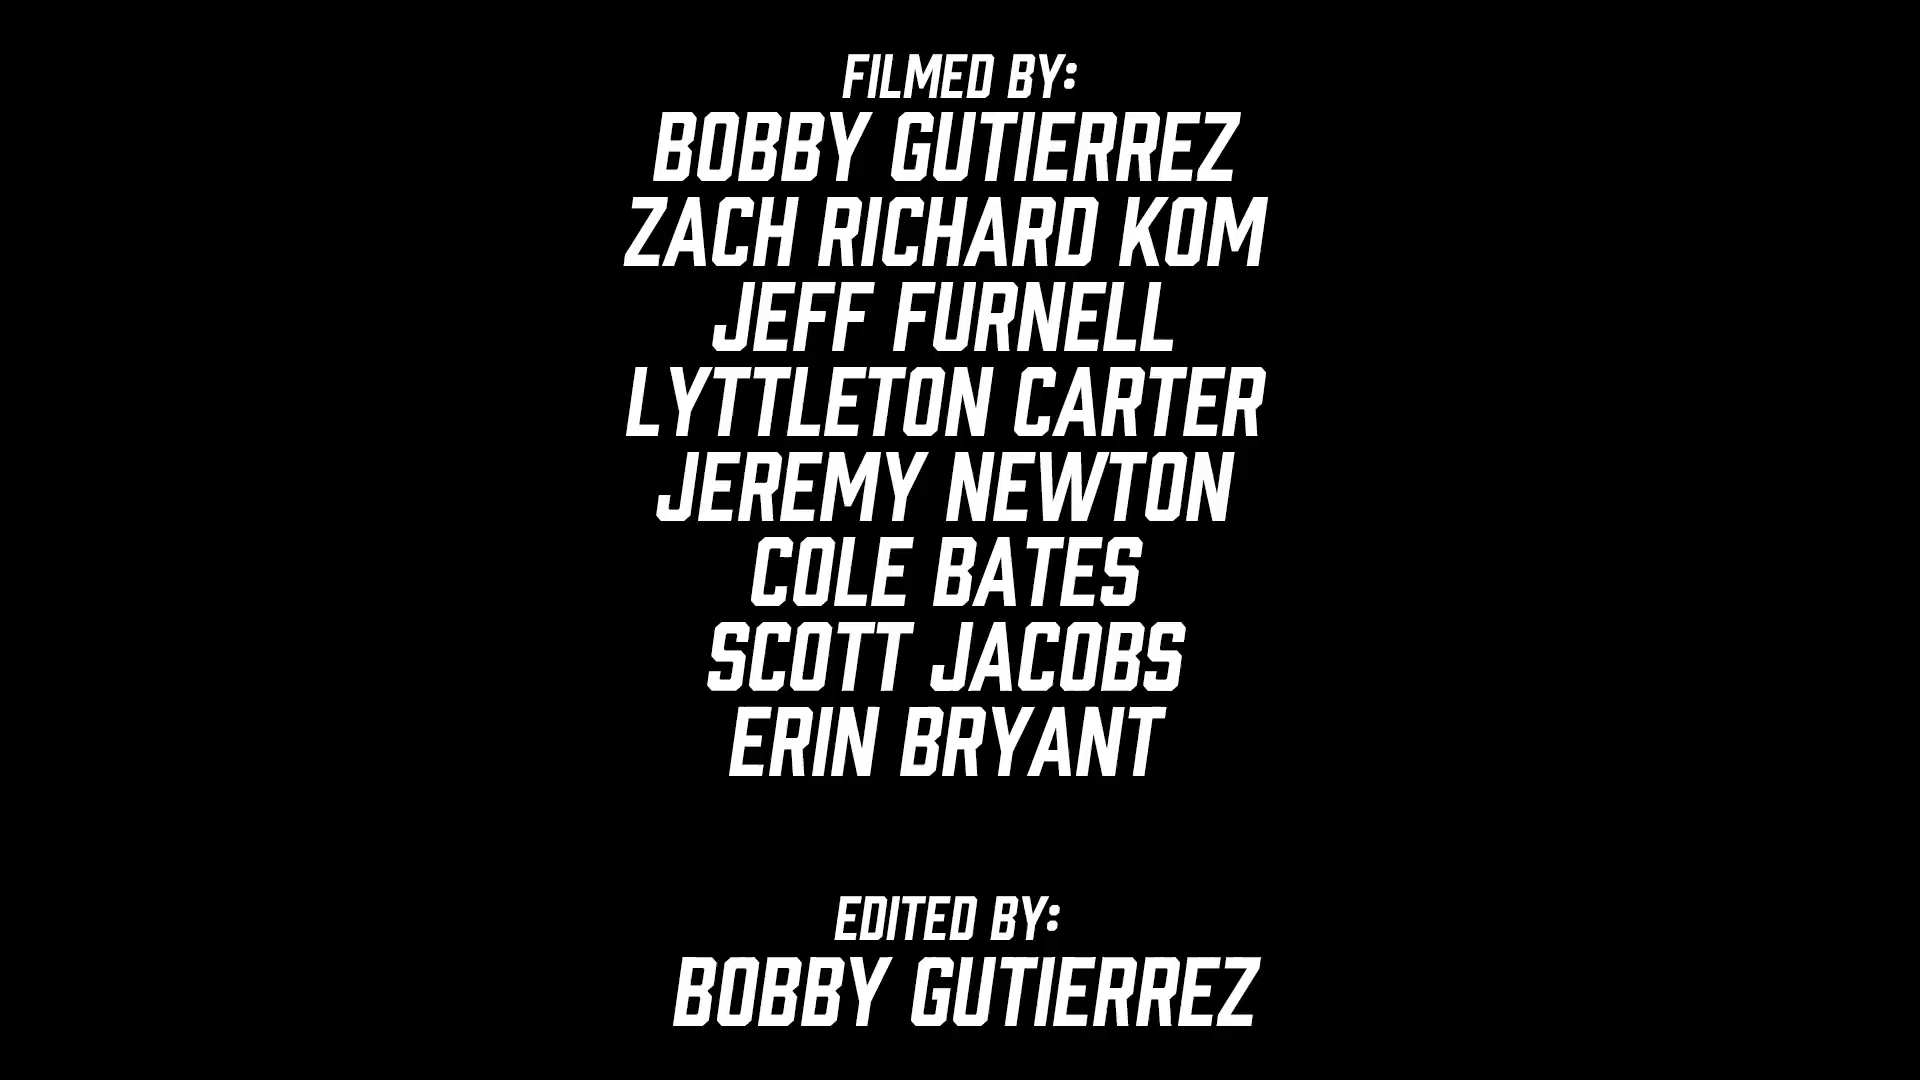 FILMED BY:
BOBBY GUTIERREZ
ZACH RICHARD KOM
JEFF FURNELL
LYTTLETON CARTER
JEREMY NEWTON
COLE BATES
SCOTT JACOBS
ERIN BRYANT
EDITED BY:
BOBBY GUTIERREZ